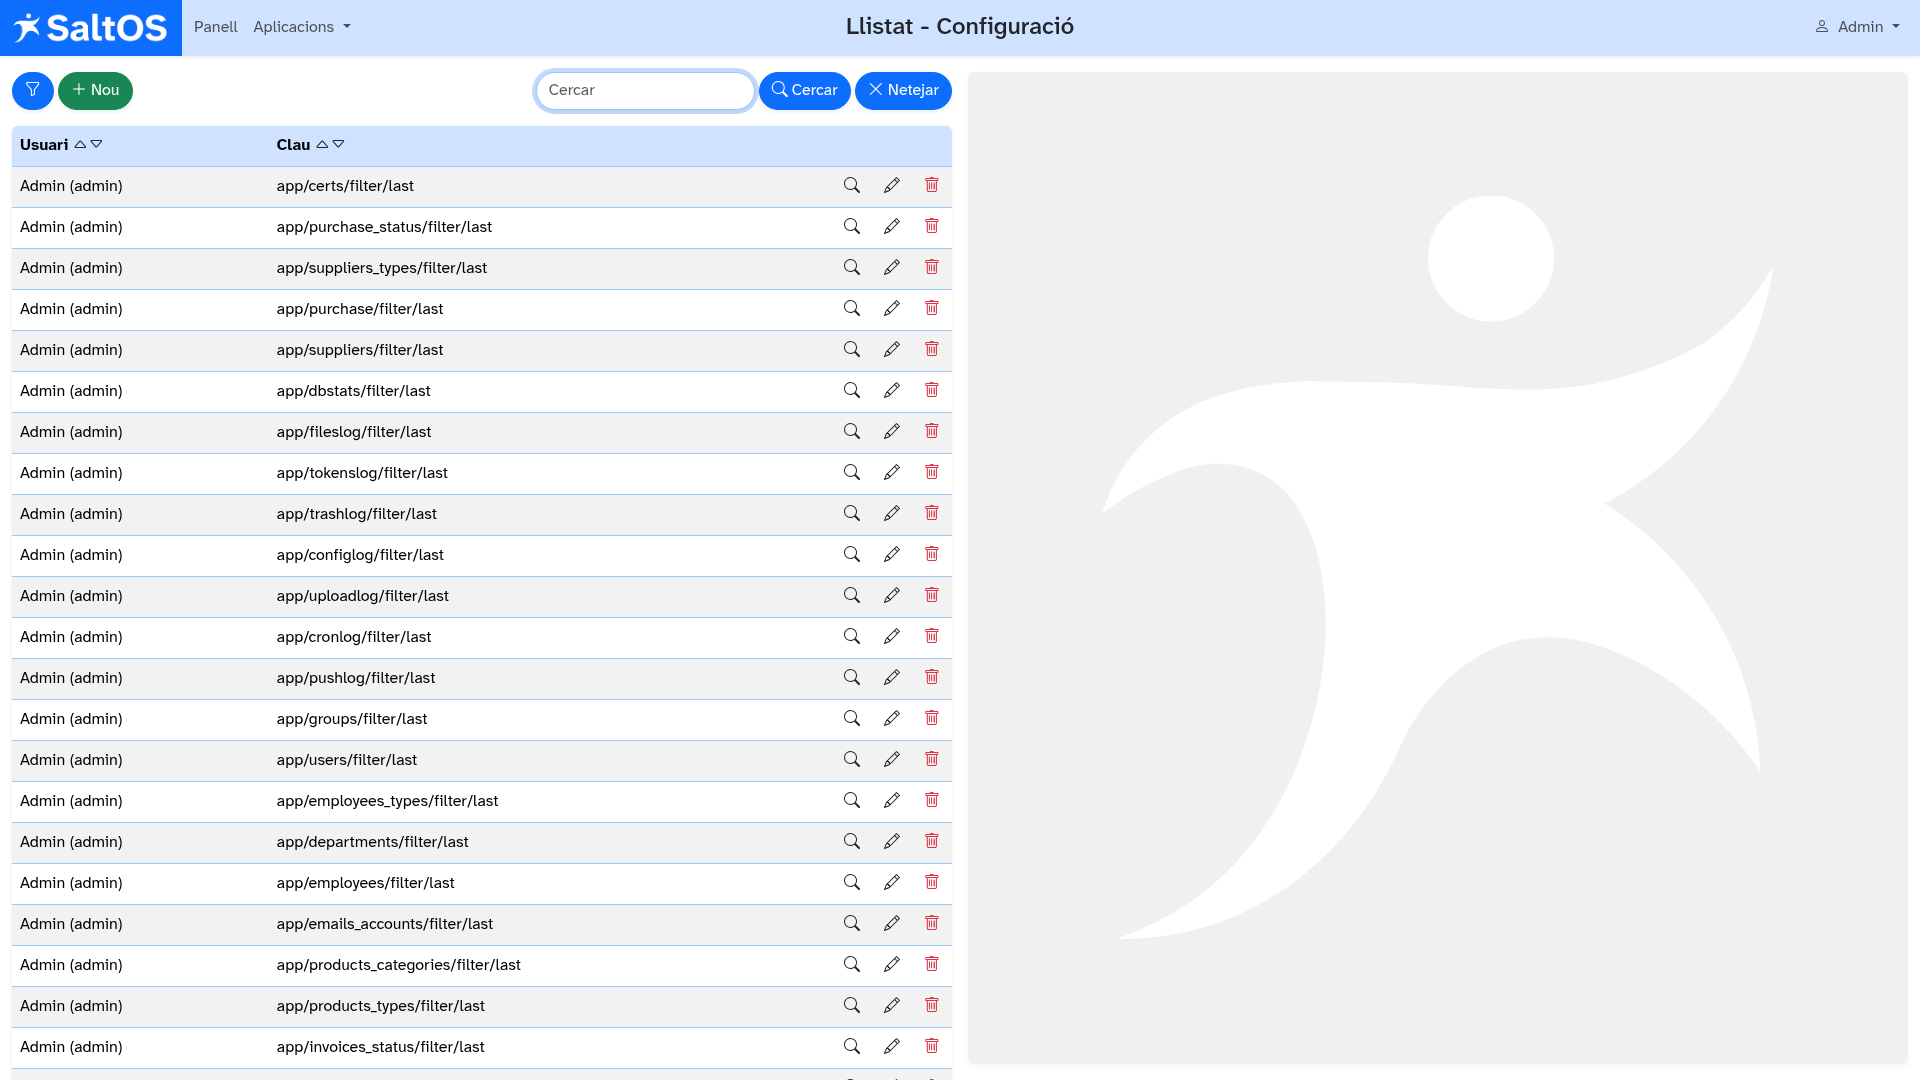 SaltOS Panell Aplicacions Llistat - Configuració Admin
Nou Cercar Cercar Netejar
Usuari Clau
Admin (admin) app/certs/filter/last
Admin (admin) app/purchase_status/filter/last
Admin (admin) app/suppliers_types/filter/last
Admin (admin) app/purchase/filter/last
Admin (admin) app/suppliers/filter/last
Admin (admin) app/dbstats/filter/last
Admin (admin) app/fileslog/filter/last
Admin (admin) app/tokenslog/filter/last
Admin (admin) app/trashlog/filter/last
Admin (admin) app/configlog/filter/last
Admin (admin) app/uploadlog/filter/last
Admin (admin) app/cronlog/filter/last
Admin (admin) app/pushlog/filter/last
Admin (admin) app/groups/filter/last
Admin (admin) app/users/filter/last
Admin (admin) app/employees_types/filter/last
Admin (admin) app/departments/filter/last
Admin (admin) app/employees/filter/last
Admin (admin) app/emails_accounts/filter/last
Admin (admin) app/products_categories/filter/last
Admin (admin) app/products_types/filter/last
Admin (admin) app/invoices_status/filter/last